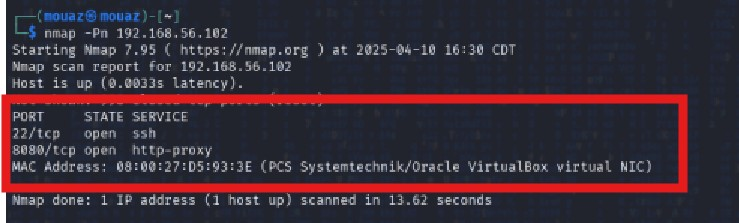 ┌──(mouaz㉿mouaz)-[~]
└─$ nmap -Pn 192.168.56.102
Starting Nmap 7.95 ( https://nmap.org ) at 2025-04-10 16:30 CDT
Nmap scan report for 192.168.56.102
Host is up (0.0033s latency).
PORT STATE SERVICE
22/tcp open ssh
8080/tcp open http-proxy
MAC Address: 08:00:27:D5:93:3E (PCS Systemtechnik/Oracle VirtualBox virtual NIC)
Nmap done: 1 IP address (1 host up) scanned in 13.62 seconds